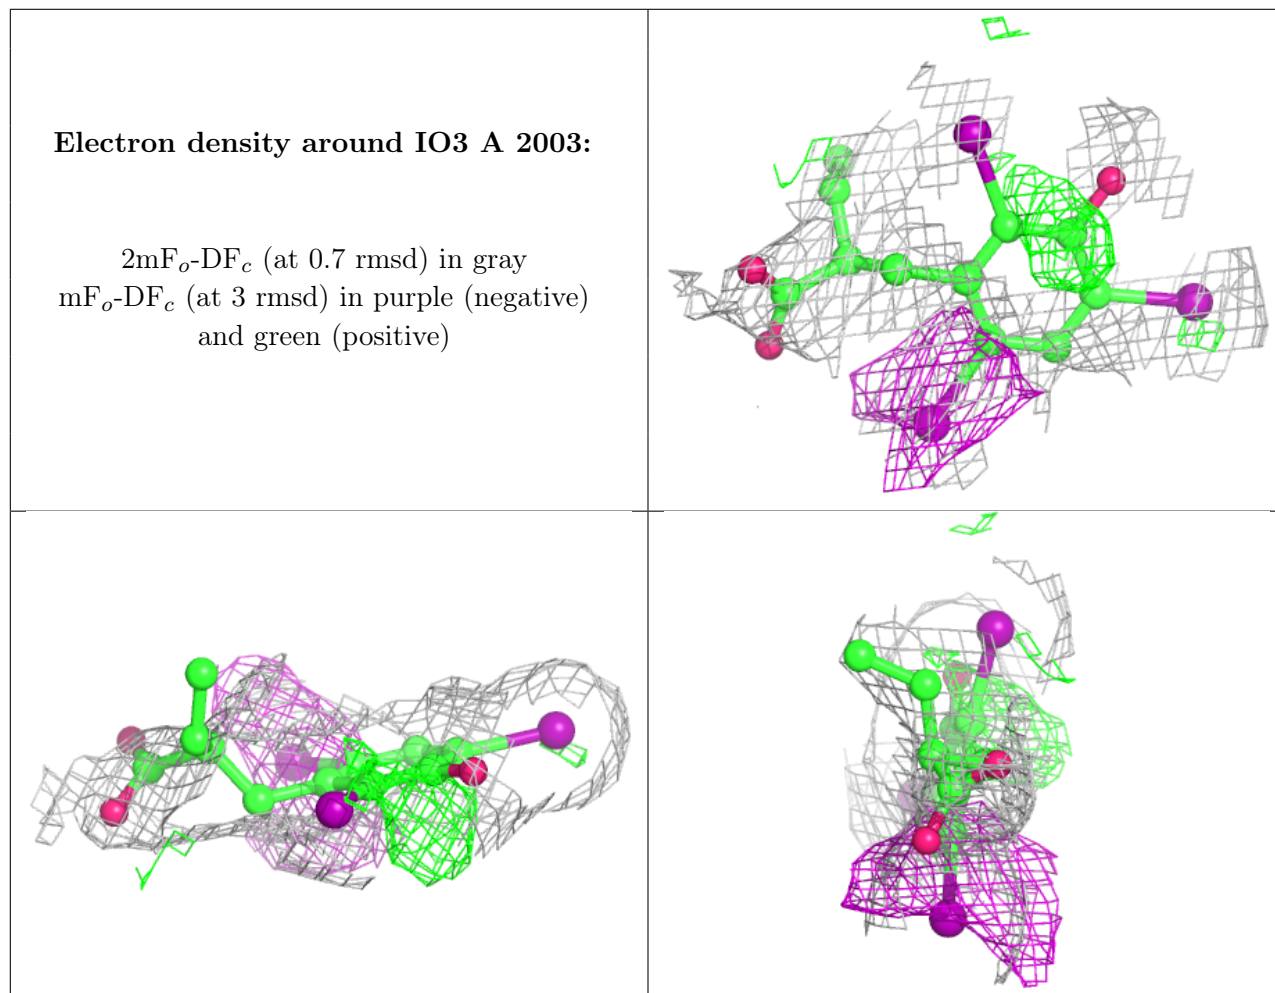 Electron density around IO3 A 2003:
2mFo-DFc (at 0.7 rmsd) in gray
mFo-DFc (at 3 rmsd) in purple (negative)
and green (positive)